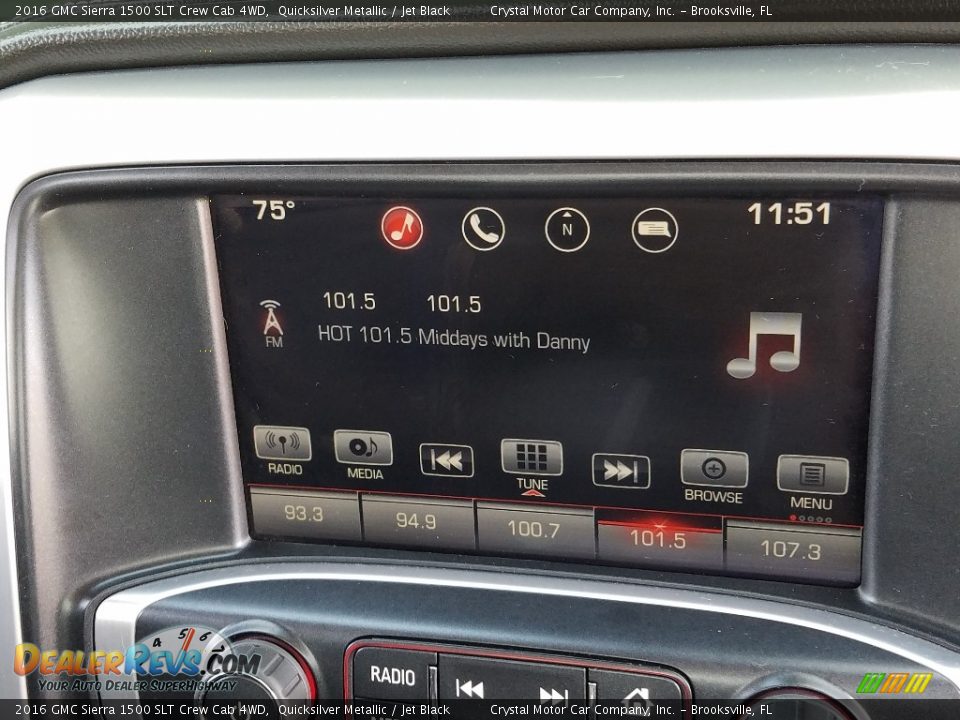 2016 GMC Sierra 1500 SLT Crew Cab 4WD,  Quicksilver Metallic / Jet Black  Crystal Motor Car Company, Inc. - Brooksville, FL
75° N 11:51
101.5 101.5
FM HOT 101.5 Middays with Danny
RADIO MEDIA TUNE BROWSE MENU
93.3 94.9 100.7 101.5 107.3
4 5 6
RADIO
DEALERREVS.COM
Your Auto Dealer SuperHighway
2016 GMC Sierra 1500 SLT Crew Cab 4WD,  Quicksilver Metallic / Jet Black  Crystal Motor Car Company, Inc. - Brooksville, FL